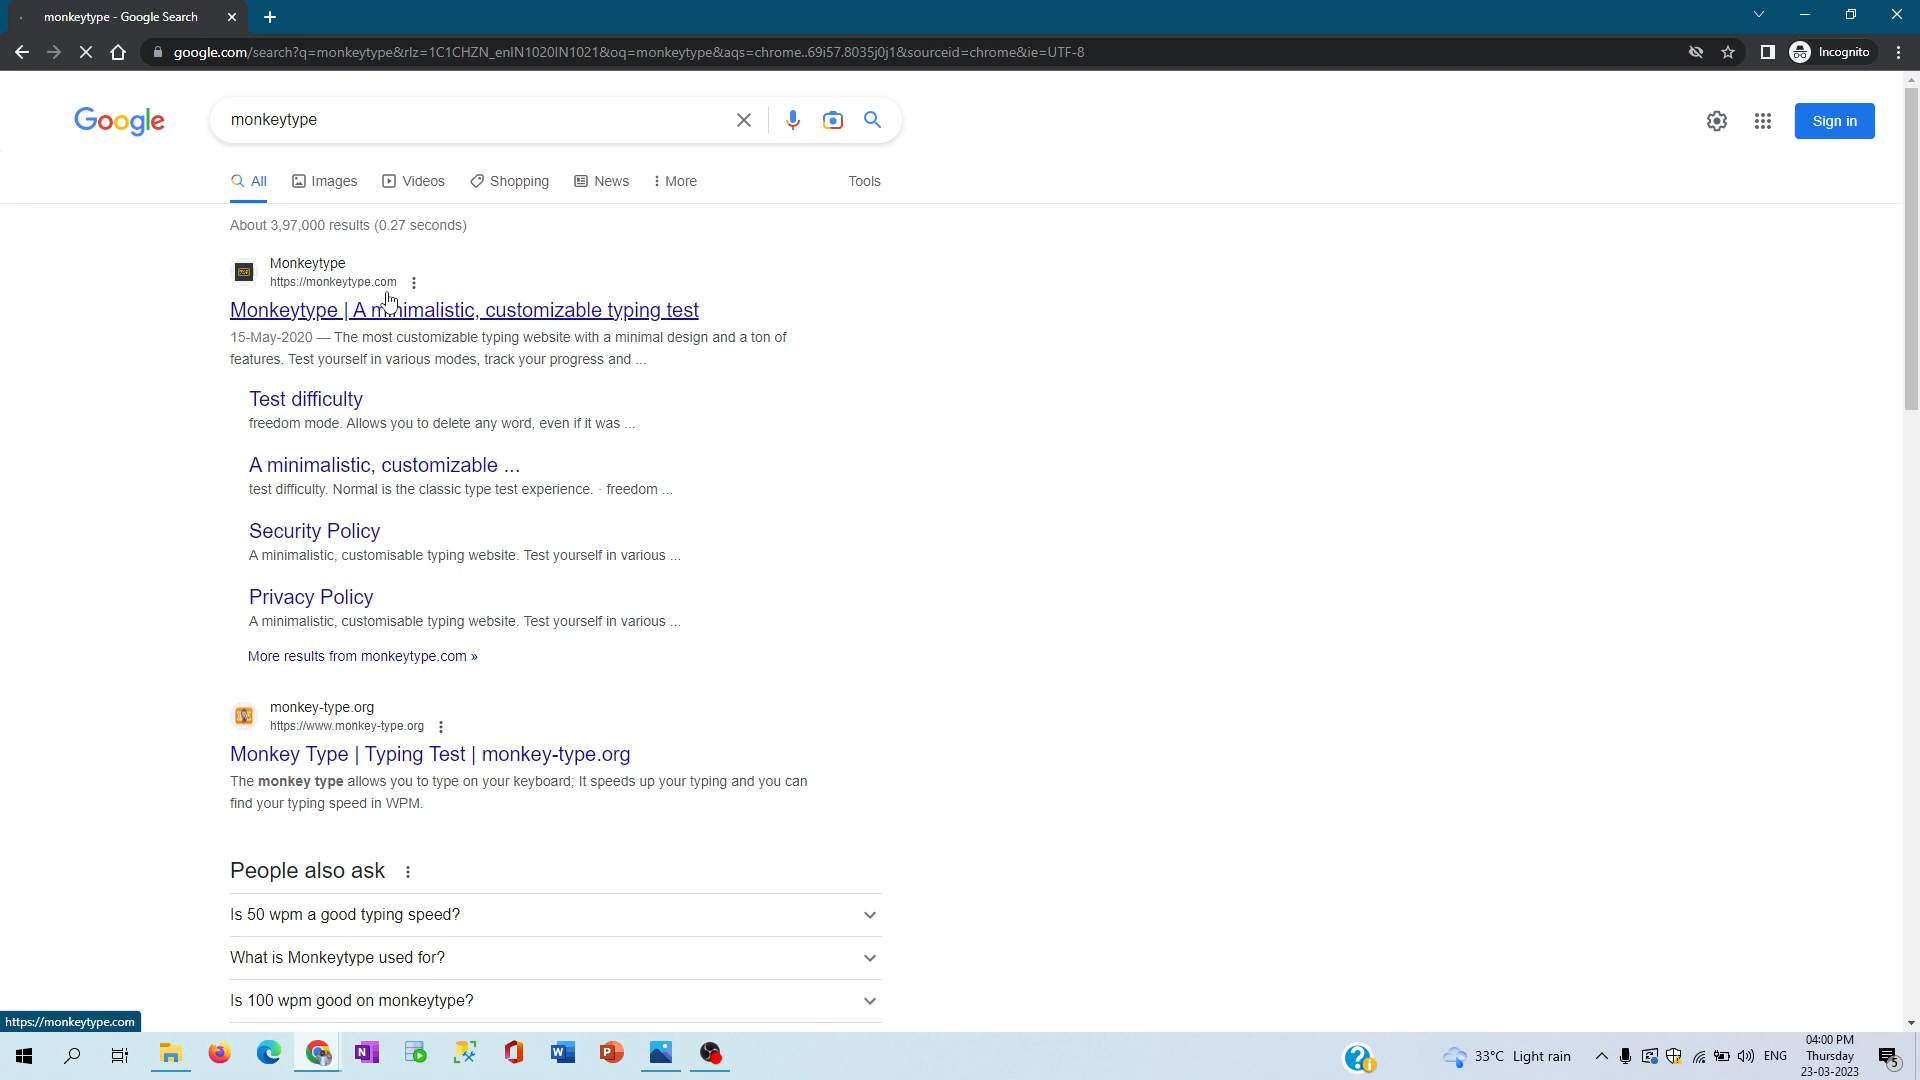 monkeytype - Google Search
google.com/search?q=monkeytype&rlz=1C1CHZN_enIN1020IN1021&oq=monkeytype&aqs=chrome..69i57.8035j0j1&sourceid=chrome&ie=UTF-8
Incognito
Google
monkeytype
Sign in
All
Images
Videos
Shopping
News
More
Tools
About 3,97,000 results (0.27 seconds)
Monkeytype
https://monkeytype.com
Monkeytype | A minimalistic, customizable typing test
15-May-2020 — The most customizable typing website with a minimal design and a ton of
features. Test yourself in various modes, track your progress and ...
Test difficulty
freedom mode. Allows you to delete any word, even if it was ...
A minimalistic, customizable ...
test difficulty. Normal is the classic type test experience. · freedom ...
Security Policy
A minimalistic, customisable typing website. Test yourself in various ...
Privacy Policy
A minimalistic, customisable typing website. Test yourself in various ...
More results from monkeytype.com »
monkey-type.org
https://www.monkey-type.org
Monkey Type | Typing Test | monkey-type.org
The monkey type allows you to type on your keyboard; It speeds up your typing and you can
find your typing speed in WPM.
People also ask
Is 50 wpm a good typing speed?
What is Monkeytype used for?
Is 100 wpm good on monkeytype?
https://monkeytype.com
33°C Light rain
ENG
04:00 PM
Thursday
23-03-2023
5